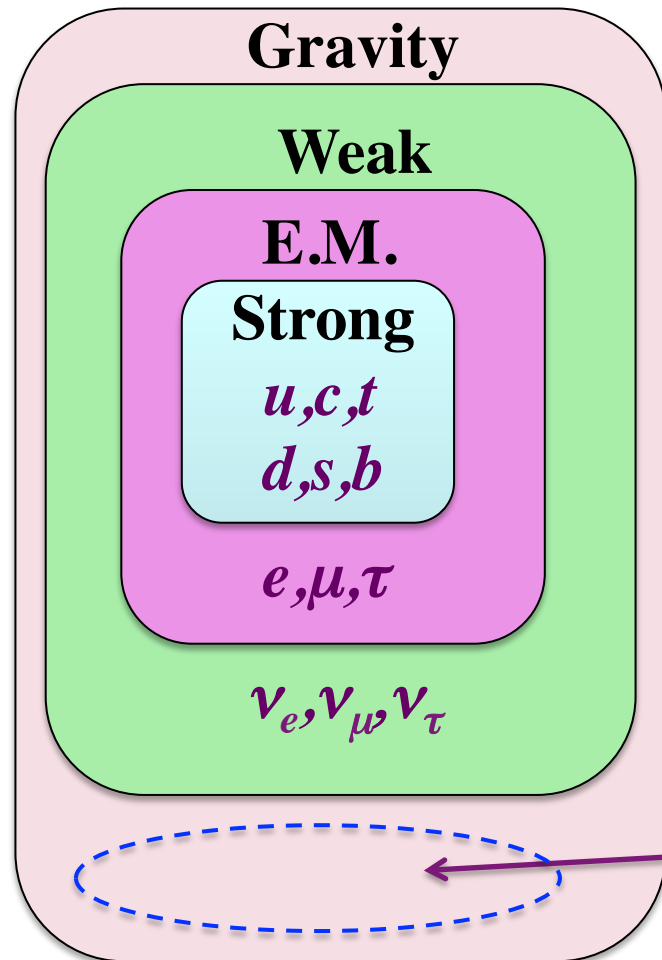 Gravity
Weak
E.M.
Strong
u,c,t
d,s,b
e,μ,τ
νe,νμ,ντ